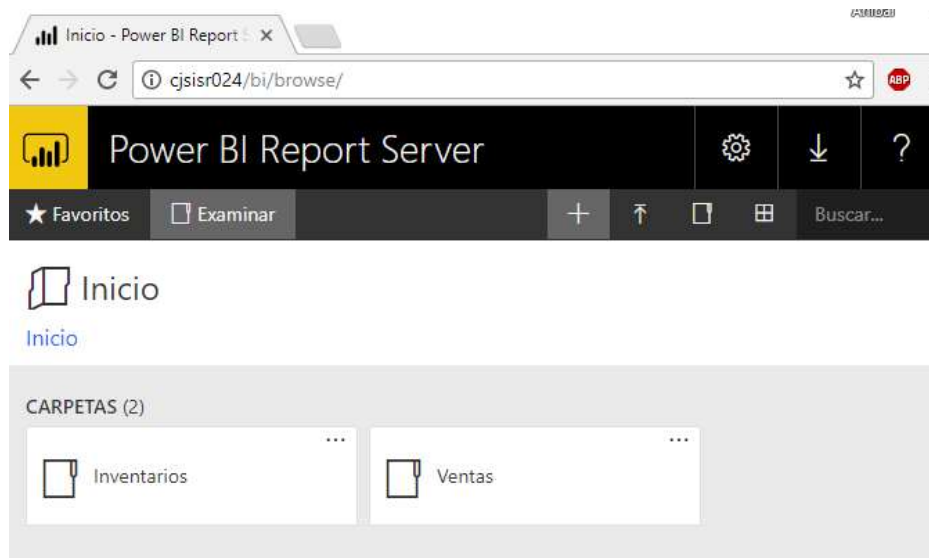 Anibal
Inicio - Power BI Report S
cjsisr024/bi/browse/
ABP
Power BI Report Server
?
Favoritos
Examinar
Buscar...
Inicio
Inicio
CARPETAS (2)
Inventarios
Ventas